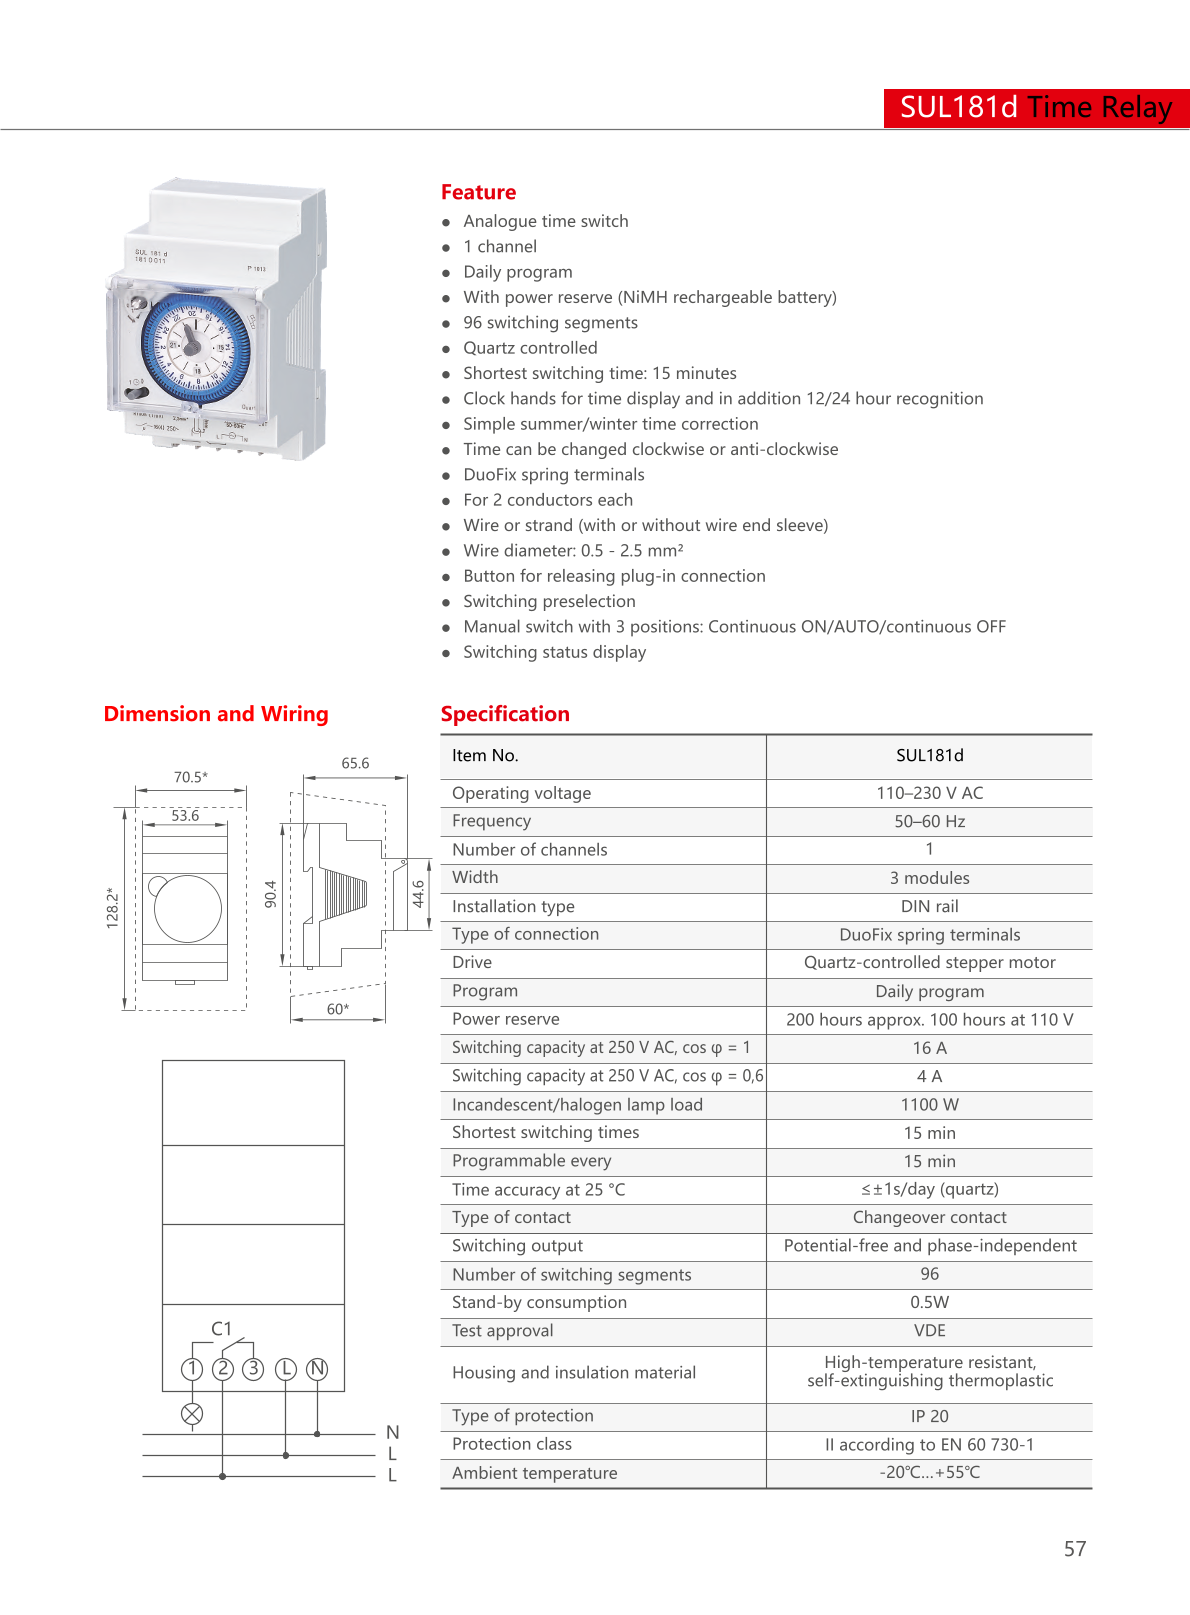 SUL181d Time Relay
SUL 181 d
181 0 011
P 1013
Feature
● Analogue time switch
● 1 channel
● Daily program
● With power reserve (NiMH rechargeable battery)
● 96 switching segments
● Quartz controlled
● Shortest switching time: 15 minutes
● Clock hands for time display and in addition 12/24 hour recognition
● Simple summer/winter time correction
● Time can be changed clockwise or anti-clockwise
● DuoFix spring terminals
● For 2 conductors each
● Wire or strand (with or without wire end sleeve)
● Wire diameter: 0.5 - 2.5 mm²
● Button for releasing plug-in connection
● Switching preselection
● Manual switch with 3 positions: Continuous ON/AUTO/continuous OFF
● Switching status display
Dimension and Wiring
70.5*
53.6
128.2*
65.6
90.4
44.6
60*
C1
1 2 3 L N
N
L
L
Specification
Item No. SUL181d
Operating voltage 110–230 V AC
Frequency 50–60 Hz
Number of channels 1
Width 3 modules
Installation type DIN rail
Type of connection DuoFix spring terminals
Drive Quartz-controlled stepper motor
Program Daily program
Power reserve 200 hours approx. 100 hours at 110 V
Switching capacity at 250 V AC, cos φ = 1 16 A
Switching capacity at 250 V AC, cos φ = 0,6 4 A
Incandescent/halogen lamp load 1100 W
Shortest switching times 15 min
Programmable every 15 min
Time accuracy at 25 °C ≤±1s/day (quartz)
Type of contact Changeover contact
Switching output Potential-free and phase-independent
Number of switching segments 96
Stand-by consumption 0.5W
Test approval VDE
Housing and insulation material High-temperature resistant,
self-extinguishing thermoplastic
Type of protection IP 20
Protection class II according to EN 60 730-1
Ambient temperature -20℃...+55℃
57